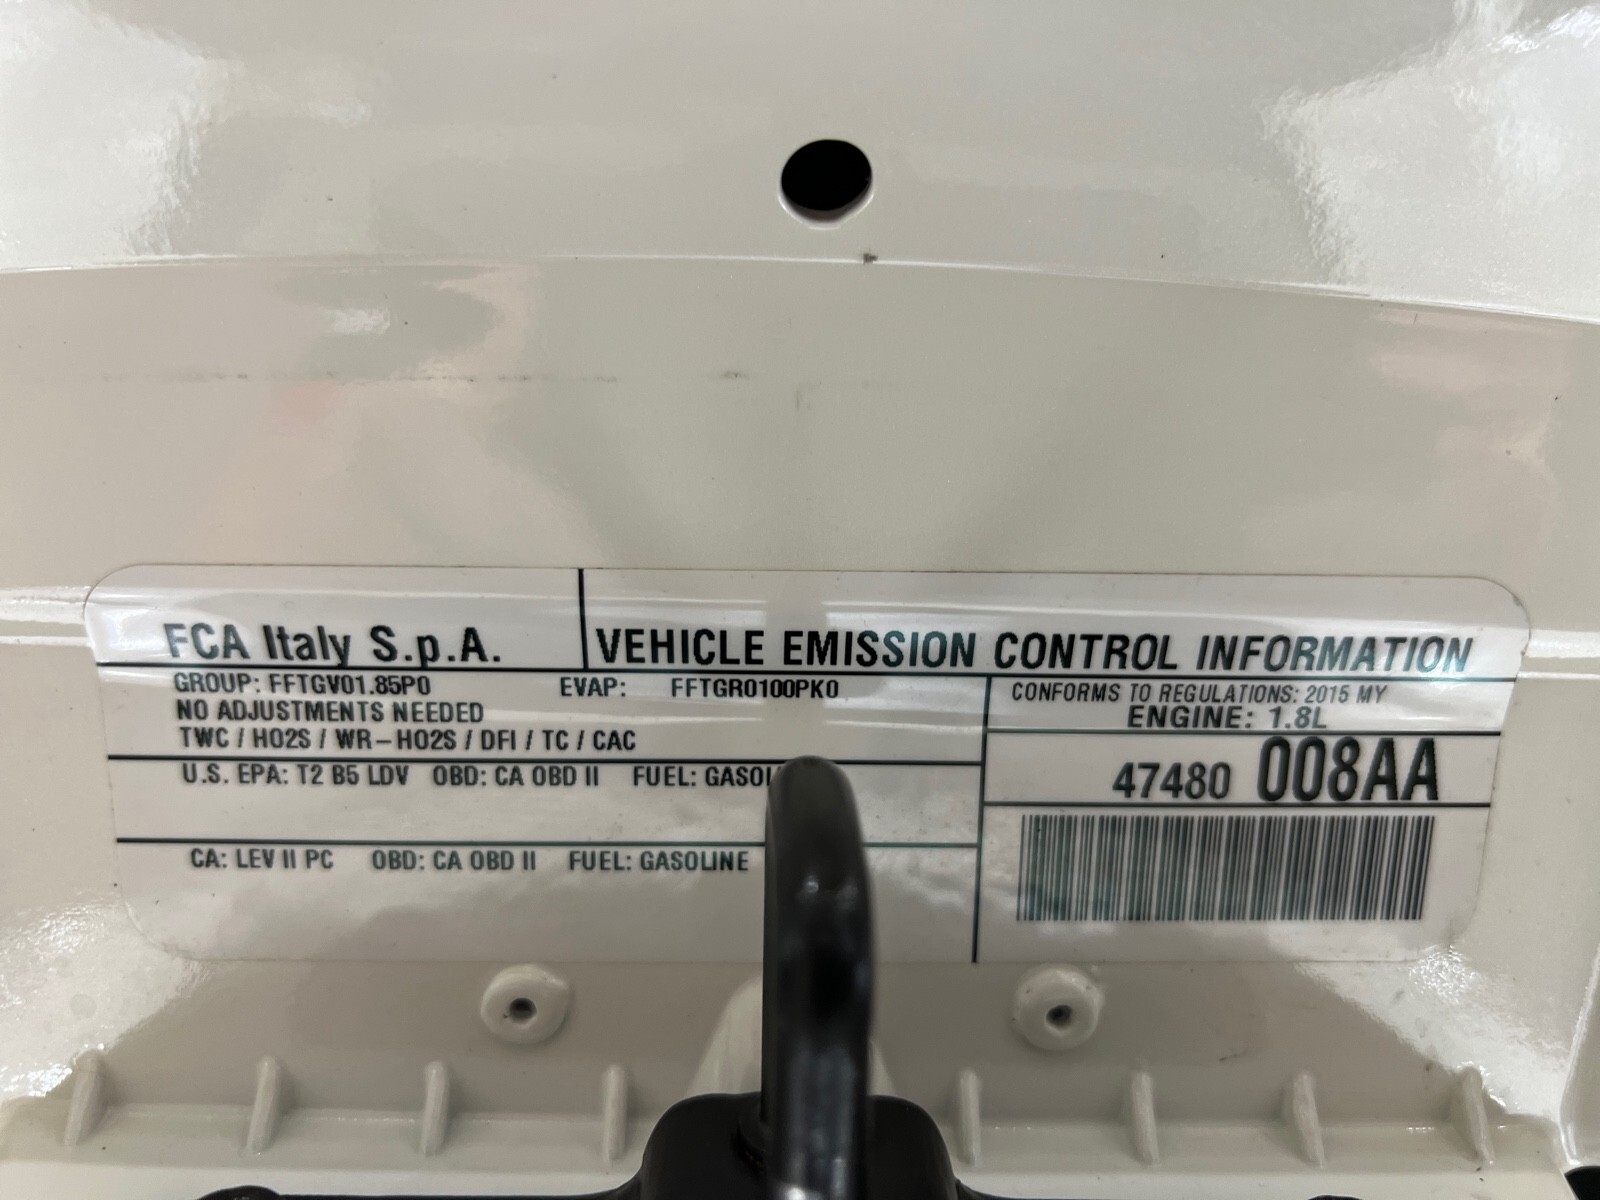 FCA Italy S.p.A.
VEHICLE EMISSION CONTROL INFORMATION
GROUP: FFTGV01.85P0 EVAP: FFTGR0100PK0
NO ADJUSTMENTS NEEDED
TWC / HO2S / WR-HO2S / DFI / TC / CAC
CONFORMS TO REGULATIONS: 2015 MY
ENGINE: 1.8L
U.S. EPA: T2 B5 LDV OBD: CA OBD II FUEL: GASOLI
47480 008AA
CA: LEV II PC OBD: CA OBD II FUEL: GASOLINE